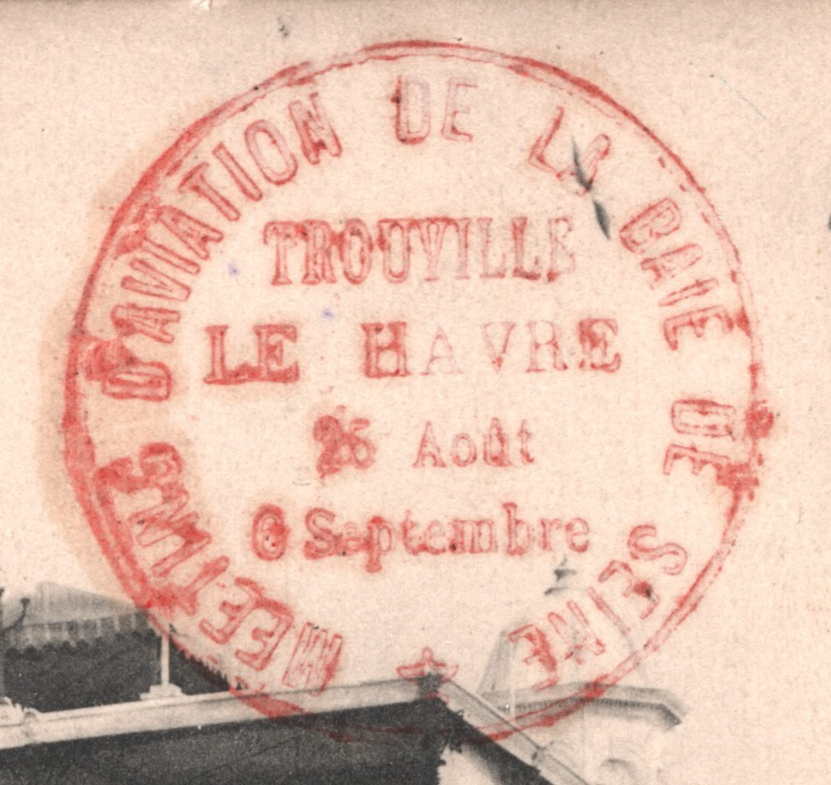 MEETING D'AVIATION DE LA BAIE DE SEINE
TROUVILLE
LE HAVRE
25 Août
6 Septembre